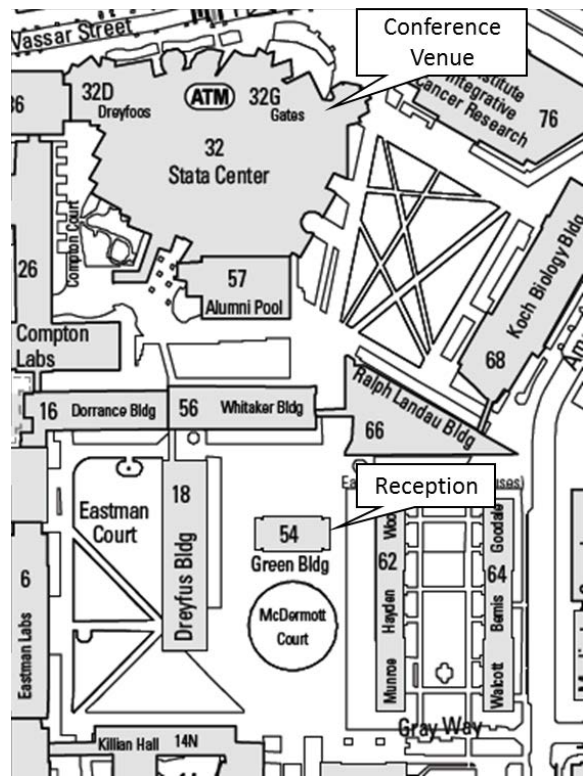 Vassar Street
Conference
Venue
32D
Dreyfoos
ATM
32G
Gates
Integrative
Cancer Research
76
32
Stata Center
Compton Court
26
57
Alumni Pool
Koch Biology Bldg
Compton
Labs
68
Ralph Landau Bldg
16 Dorrance Bldg
56 Whitaker Bldg
66
Reception
18
Dreyfus Bldg
Eastman
Court
54
Green Bldg
62
Hayden
Munroe
Goodale
64
Bemis
Walcott
6
Eastman Labs
McDermott
Court
Gray Way
Killian Hall 14N